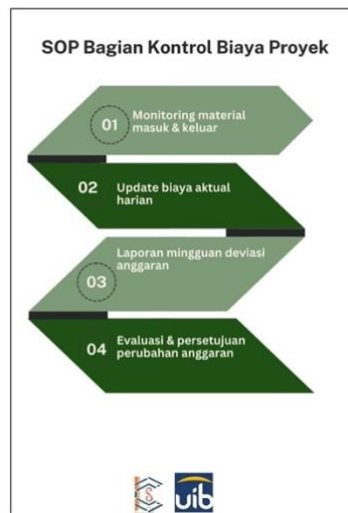 SOP Bagian Kontrol Biaya Proyek
01
Monitoring material
masuk & keluar
02
Update biaya aktual
harian
03
Laporan mingguan deviasi
anggaran
04
Evaluasi & persetujuan
perubahan anggaran
uib